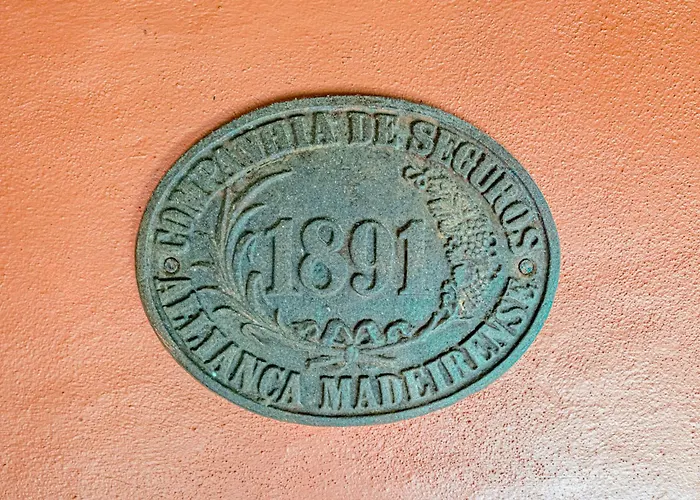 COMPANHIA DE SEGUROS
1891
ALLIANÇA MADEIRENSE